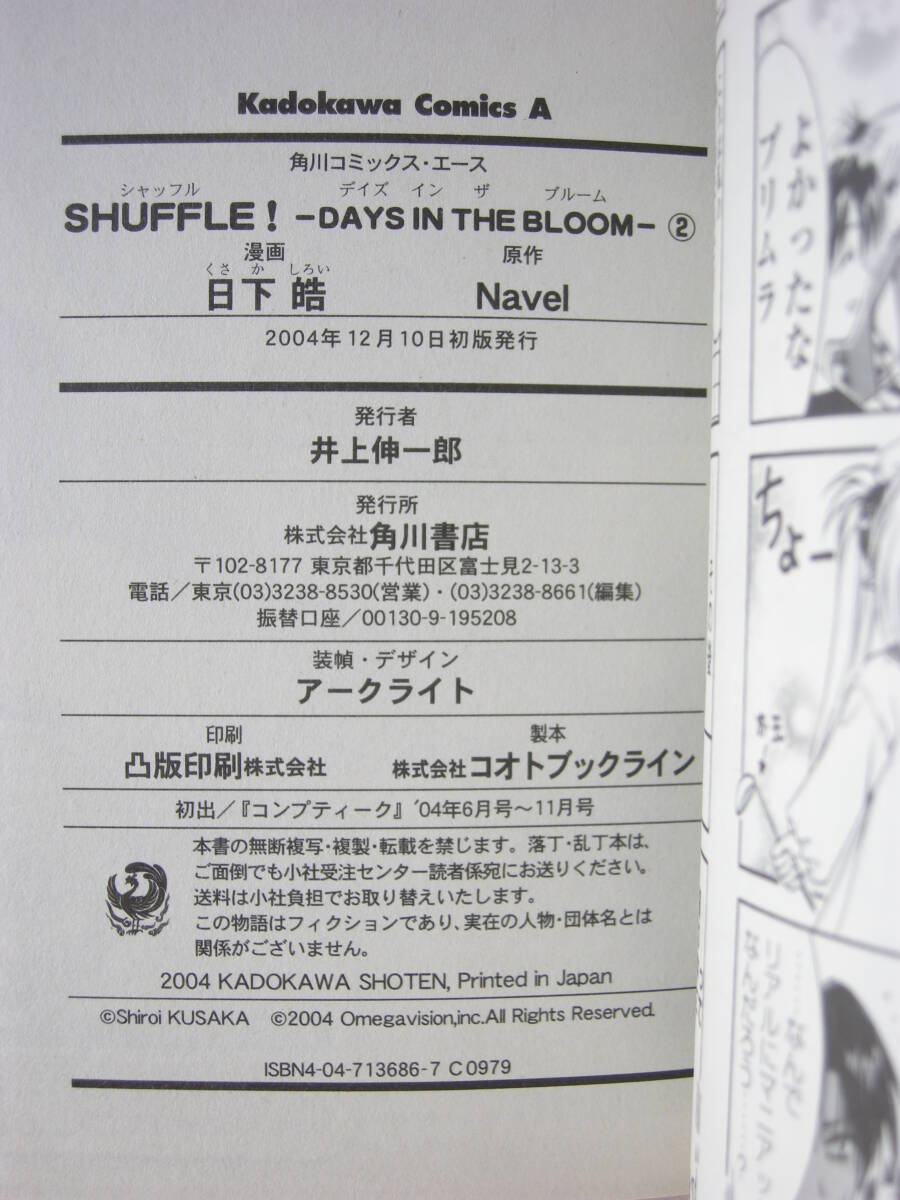 Kadokawa Comics A
角川コミックス・エース
シャッフル デイズ イン ザ ブルーム
SHUFFLE! -DAYS IN THE BLOOM- ②
漫画 原作
くさ か しろい
日下 皓 Navel
2004年12月10日初版発行
発行者
井上伸一郎
発行所
株式会社角川書店
〒102-8177 東京都千代田区富士見2-13-3
電話/東京(03)3238-8530(営業)・(03)3238-8661(編集)
振替口座/00130-9-195208
装幀・デザイン
アークライト
印刷 製本
凸版印刷株式会社 株式会社コオトブックライン
初出/『コンプティーク』'04年6月号〜11月号
本書の無断複写・複製・転載を禁じます。落丁・乱丁本は、
ご面倒でも小社受注センター読者係宛にお送りください。
送料は小社負担でお取り替えいたします。
この物語はフィクションであり、実在の人物・団体名とは
関係がございません。
2004 KADOKAWA SHOTEN, Printed in Japan
©Shiroi KUSAKA ©2004 Omegavision,inc.All Rights Reserved.
ISBN4-04-713686-7 C0979
よかったな
プリムラ
ちょー
……なんで
リアルにマニアッ
なんだろう……?